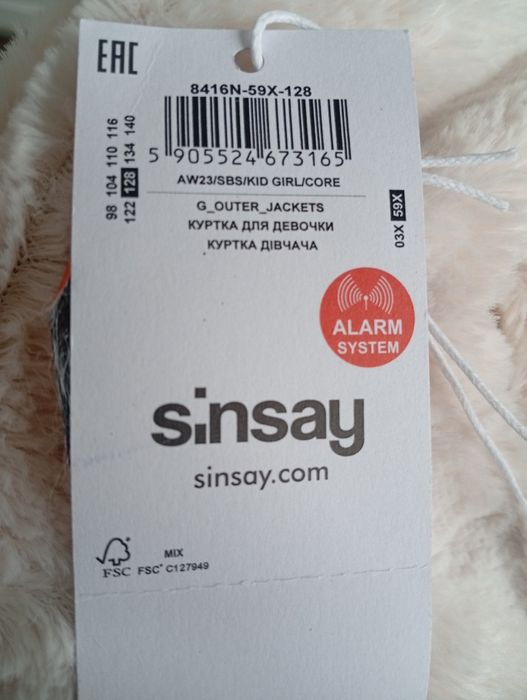 EAC
8416N-59X-128
5 905524 673165
AW23/SBS/KID GIRL/CORE
G_OUTER_JACKETS
КУРТКА ДЛЯ ДЕВОЧКИ
КУРТКА ДІВЧАЧА
98 104 110 116
122 128 134 140
03X 59X
ALARM
SYSTEM
sinsay
sinsay.com
MIX
FSC FSC® C127949